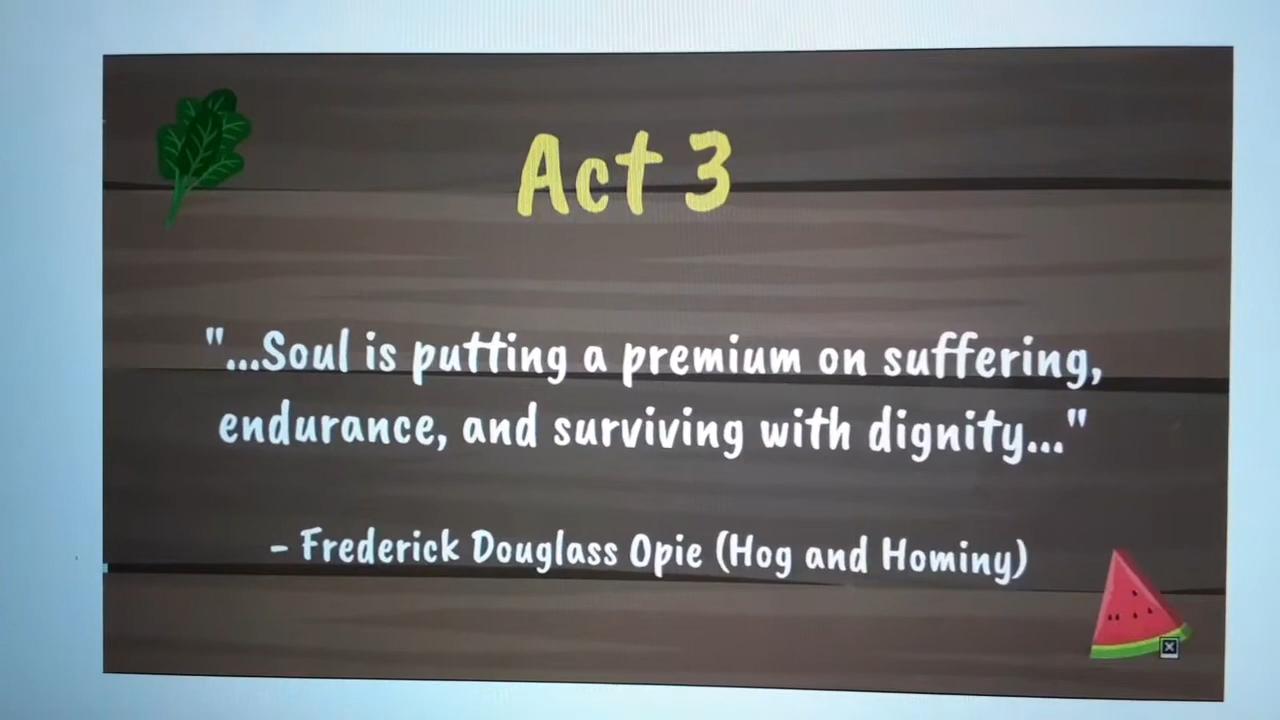 Act 3
"...Soul is putting a premium on suffering,
endurance, and surviving with dignity..."
- Frederick Douglass Opie (Hog and Hominy)